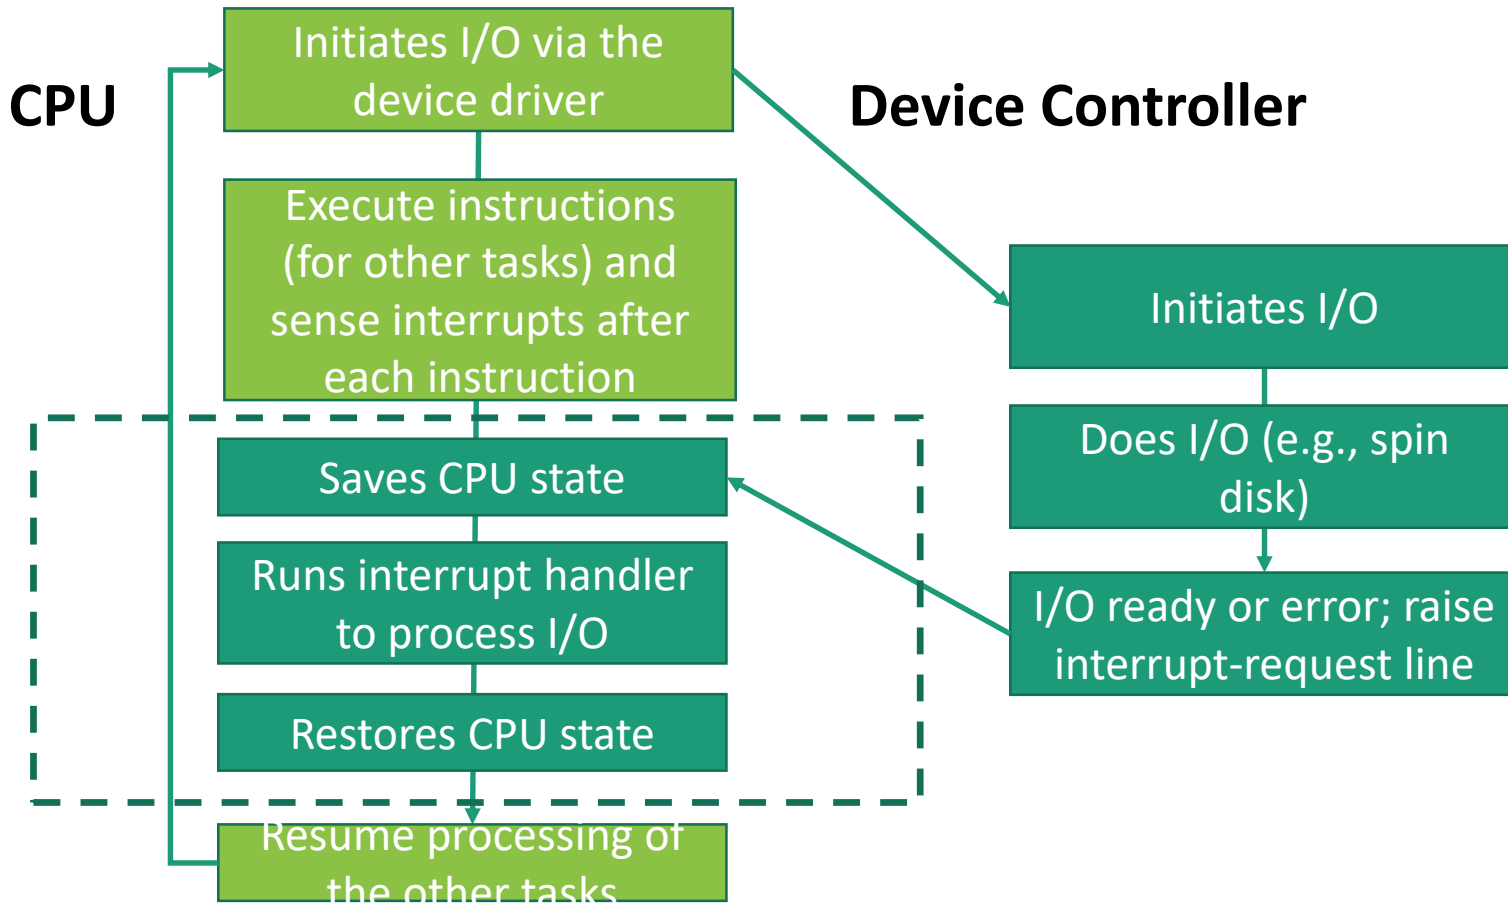 CPU
Initiates I/O via the
device driver
Execute instructions
(for other tasks) and
sense interrupts after
each instruction
Saves CPU state
Runs interrupt handler
to process I/O
Restores CPU state
Resume processing of
the other tasks
Device Controller
Initiates I/O
Does I/O (e.g., spin
disk)
I/O ready or error; raise
interrupt-request line